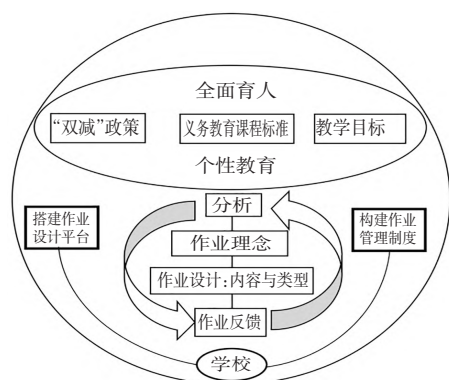 全面育人
“双减”政策
义务教育课程标准
教学目标
个性教育
分析
搭建作业
设计平台
构建作业
管理制度
作业理念
作业设计:内容与类型
作业反馈
学校